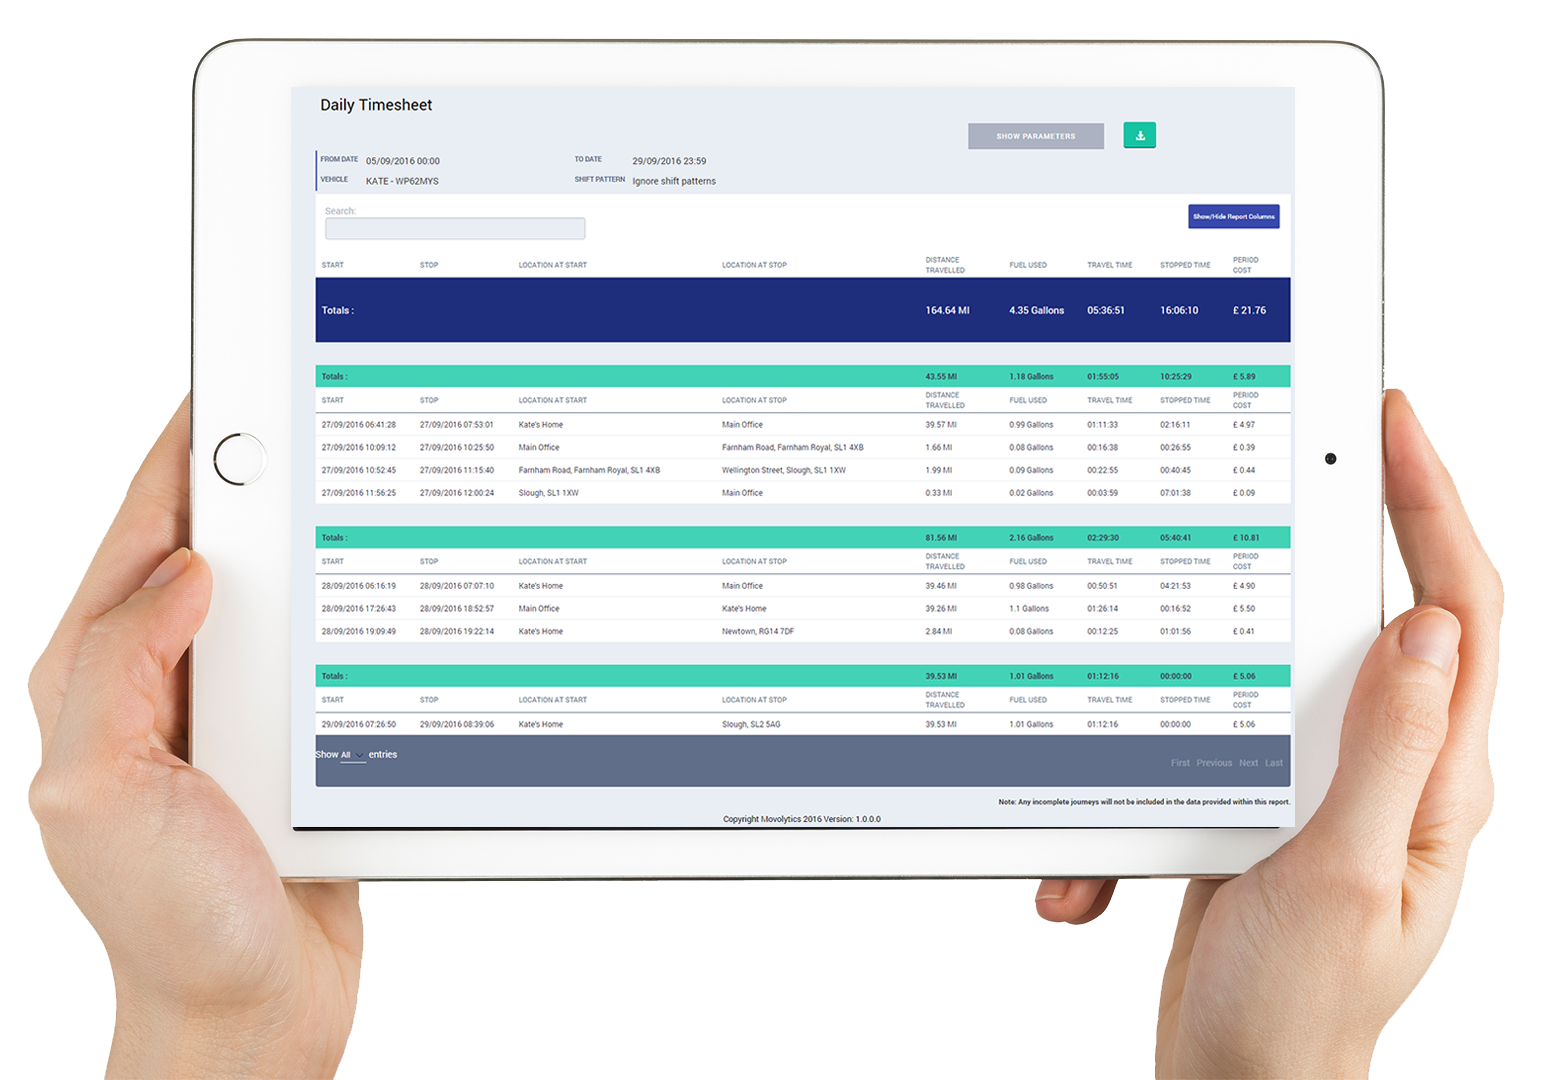 Daily Timesheet
SHOW PARAMETERS
FROM DATE 05/09/2016 00:00 TO DATE 29/09/2016 23:59
VEHICLE KATE - WP62MYS SHIFT PATTERN Ignore shift patterns
Search:
Show/Hide Report Columns
START STOP LOCATION AT START LOCATION AT STOP DISTANCE TRAVELLED FUEL USED TRAVEL TIME STOPPED TIME PERIOD COST
Totals : 164.64 MI 4.35 Gallons 05:36:51 16:06:10 £ 21.76
Totals : 43.55 MI 1.18 Gallons 01:55:05 10:25:29 £ 5.89
START STOP LOCATION AT START LOCATION AT STOP DISTANCE TRAVELLED FUEL USED TRAVEL TIME STOPPED TIME PERIOD COST
27/09/2016 06:41:28 27/09/2016 07:53:01 Kate's Home Main Office 39.57 MI 0.99 Gallons 01:11:33 02:16:11 £ 4.97
27/09/2016 10:09:12 27/09/2016 10:25:50 Main Office Farnham Road, Farnham Royal, SL1 4XB 1.66 MI 0.08 Gallons 00:16:38 00:26:55 £ 0.39
27/09/2016 10:52:45 27/09/2016 11:15:40 Farnham Road, Farnham Royal, SL1 4XB Wellington Street, Slough, SL1 1XW 1.99 MI 0.09 Gallons 00:22:55 00:40:45 £ 0.44
27/09/2016 11:56:25 27/09/2016 12:00:24 Slough, SL1 1XW Main Office 0.33 MI 0.02 Gallons 00:03:59 07:01:38 £ 0.09
Totals : 81.56 MI 2.16 Gallons 02:29:30 05:40:41 £ 10.81
START STOP LOCATION AT START LOCATION AT STOP DISTANCE TRAVELLED FUEL USED TRAVEL TIME STOPPED TIME PERIOD COST
28/09/2016 06:16:19 28/09/2016 07:07:10 Kate's Home Main Office 39.46 MI 0.98 Gallons 00:50:51 04:21:53 £ 4.90
28/09/2016 17:26:43 28/09/2016 18:52:57 Main Office Kate's Home 39.26 MI 1.1 Gallons 01:26:14 00:16:52 £ 5.50
28/09/2016 19:09:49 28/09/2016 19:22:14 Kate's Home Newtown, RG14 7DF 2.84 MI 0.08 Gallons 00:12:25 01:01:56 £ 0.41
Totals : 39.53 MI 1.01 Gallons 01:12:16 00:00:00 £ 5.06
START STOP LOCATION AT START LOCATION AT STOP DISTANCE TRAVELLED FUEL USED TRAVEL TIME STOPPED TIME PERIOD COST
29/09/2016 07:26:50 29/09/2016 08:39:06 Kate's Home Slough, SL2 5AG 39.53 MI 1.01 Gallons 01:12:16 00:00:00 £ 5.06
Show All entries
First Previous Next Last
Note: Any incomplete journeys will not be included in the data provided within this report.
Copyright Movolytics 2016 Version: 1.0.0.0